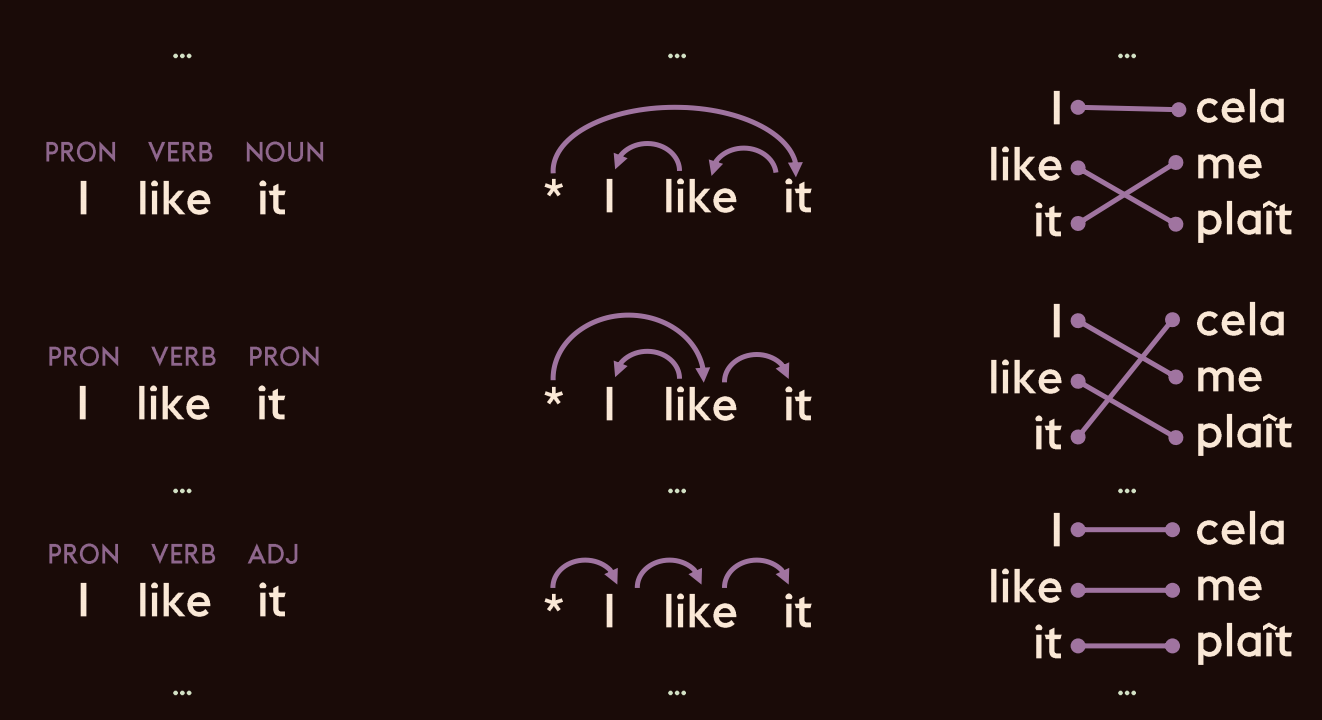 ...
PRON VERB NOUN
I like it
PRON VERB PRON
I like it
...
PRON VERB ADJ
I like it
...
...
* I like it
* I like it
...
* I like it
...
...
I cela
like me
it plaît
I cela
like me
it plaît
...
I cela
like me
it plaît
...